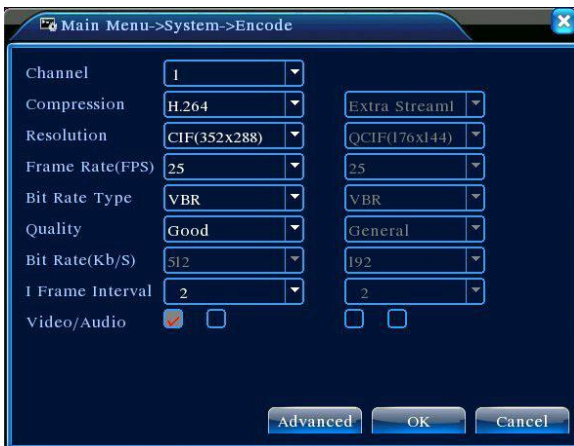 Main Menu->System->Encode
Channel 1
Compression H.264 Extra Stream1
Resolution CIF(352x288) QCIF(176x144)
Frame Rate(FPS) 25 25
Bit Rate Type VBR VBR
Quality Good General
Bit Rate(Kb/S) 512 192
I Frame Interval 2 2
Video/Audio
Advanced OK Cancel